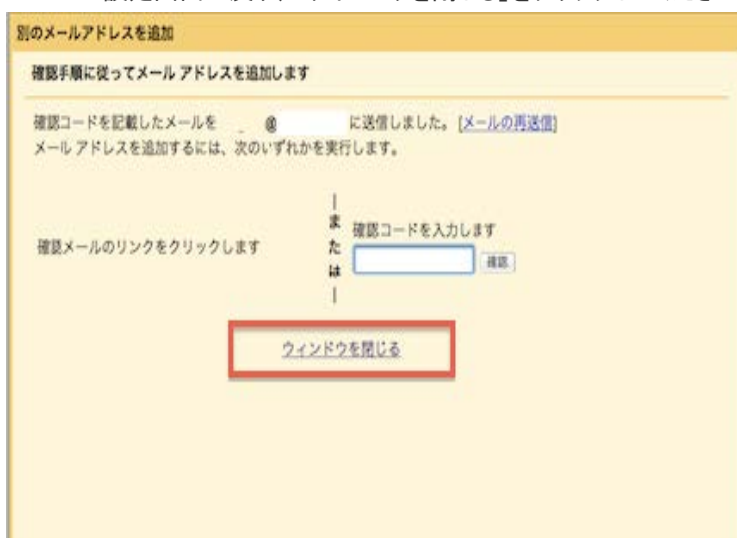 別のメールアドレスを追加
確認手順に従ってメール アドレスを追加します
確認コードを記載したメールを _ @ に送信しました。 [メールの再送信]
メール アドレスを追加するには、次のいずれかを実行します。
確認メールのリンクをクリックします
|
ま
た
は
|
確認コードを入力します
確認
ウィンドウを閉じる